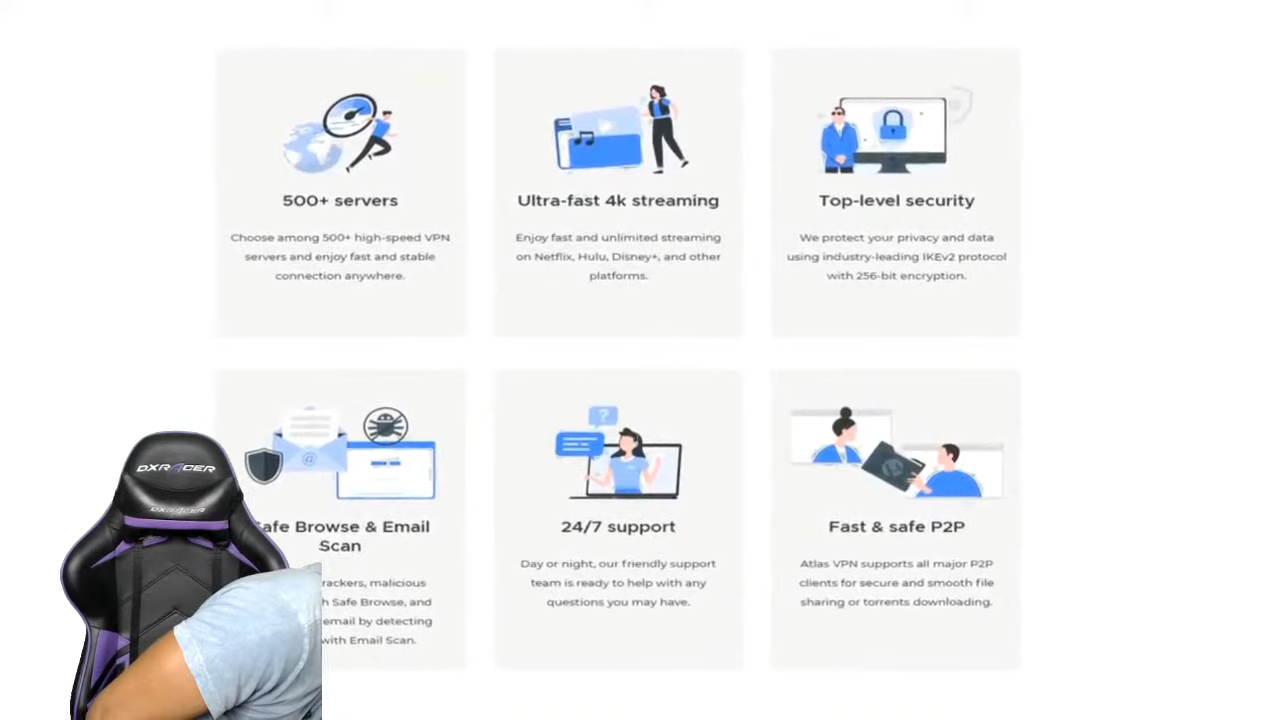 500+ servers
Choose among 500+ high-speed VPN
servers and enjoy fast and stable
connection anywhere.
Ultra-fast 4k streaming
Enjoy fast and unlimited streaming
on Netflix, Hulu, Disney+, and other
platforms.
Top-level security
We protect your privacy and data
using industry-leading IKEv2 protocol
with 256-bit encryption.
@
Safe Browse & Email
Scan
rackers, malicious
h Safe Browse, and
email by detecting
with Email Scan.
?
24/7 support
Day or night, our friendly support
team is ready to help with any
questions you may have.
Fast & safe P2P
Atlas VPN supports all major P2P
clients for secure and smooth file
sharing or torrents downloading.
DXRACER
DXRACER